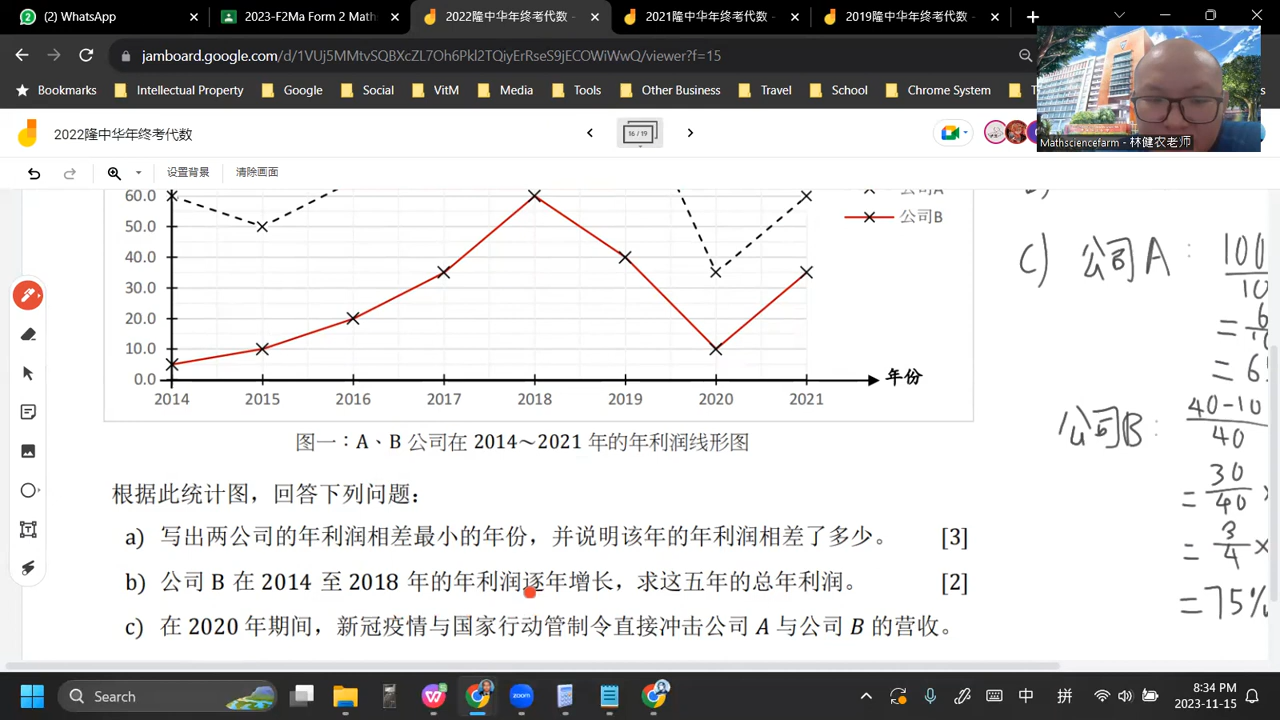 WhatsApp
2023-F2Ma Form 2 Math
2022隆中华年终考代数 -
2021隆中华年终考代数 -
2019隆中华年终考代数 -
jamboard.google.com
viewer?f=15
Bookmarks
Intellectual Property
Google
Soc
VitM
Media
Tools
Other Business
Travel
School
Chrome System
Mathsciencefarm - 林健农老师
2022隆中华年终考代数
16 / 19
设置背景
清除画面
公司A
60.0
公司B
50.0
40.0
30.0
20.0
10.0
0.0
年份
2014
2015
2016
2017
2018
2019
2020
2021
图一：A、B 公司在 2014～2021 年的年利润线形图
根据此统计图，回答下列问题：
a) 写出两公司的年利润相差最小的年份，并说明该年的年利润相差了多少。 [3]
b) 公司 B 在 2014 至 2018 年的年利润逐年增长，求这五年的总年利润。 [2]
c) 在 2020 年期间，新冠疫情与国家行动管制令直接冲击公司 A 与公司 B 的营收。
c) 公司A : 100
10
= 6
10
= 6
公司B : 40-10
40
= 30
40
= 3
4 ×
= 75%
Search
中
拼
8:34 PM
2023-11-15